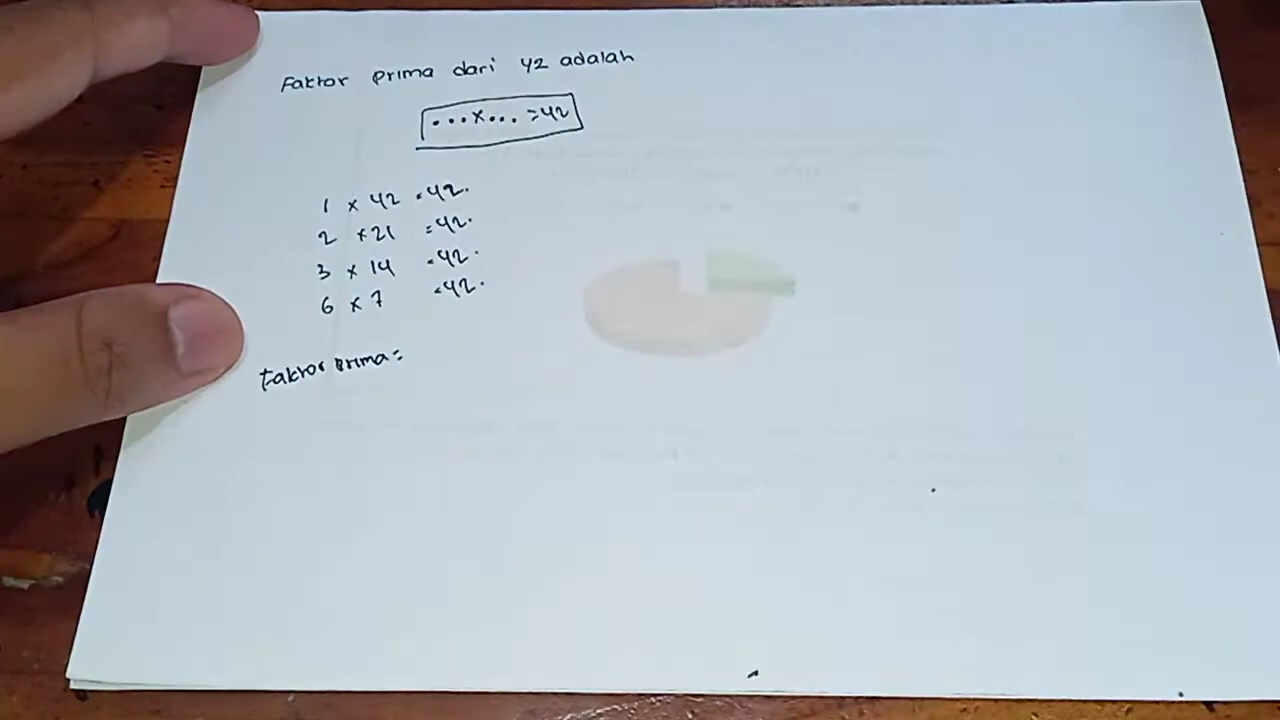 Faktor prima dari 42 adalah
...x... = 42
1 x 42 = 42.
2 x 21 = 42.
3 x 14 = 42.
6 x 7 = 42.
Faktor prima =